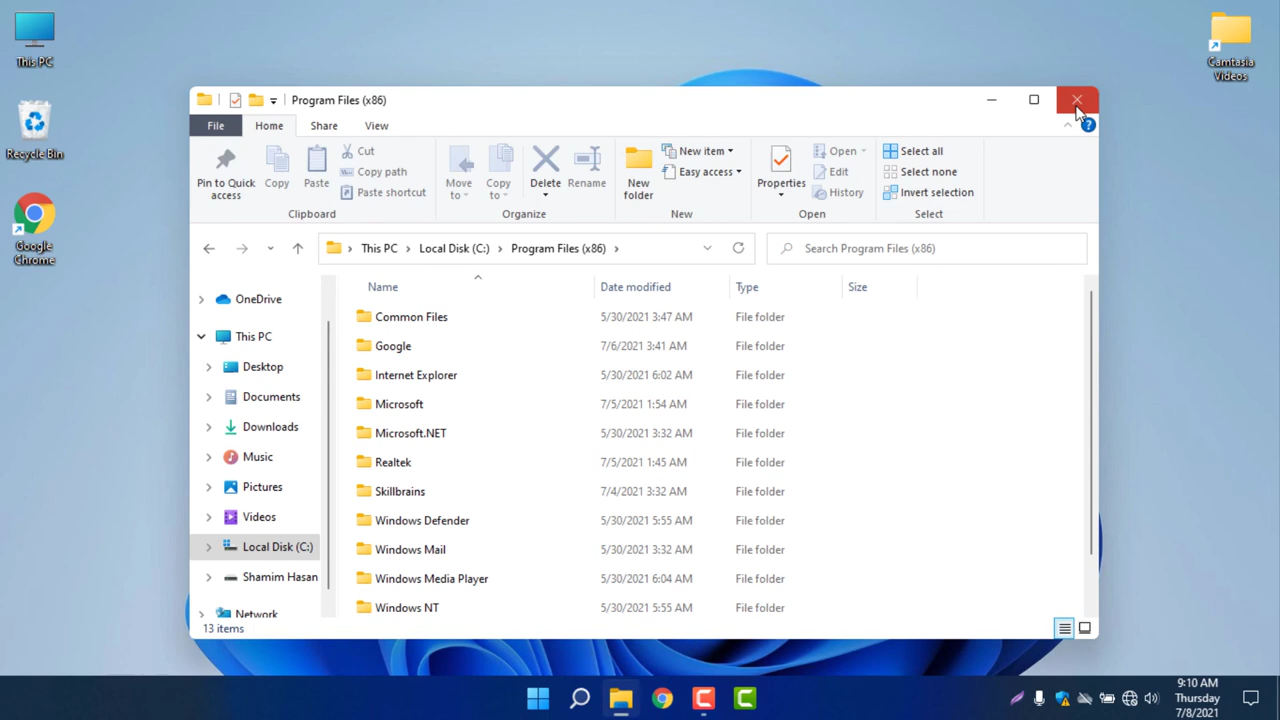 This PC
Recycle Bin
Google
Chrome
Camtasia
Videos
Program Files (x86)
File
Home
Share
View
Pin to Quick
access
Copy
Paste
Cut
Copy path
Paste shortcut
Clipboard
Move
to
Copy
to
Delete
Rename
Organize
New
folder
New item
Easy access
New
Properties
Open
Edit
History
Open
Select all
Select none
Invert selection
Select
This PC
Local Disk (C:)
Program Files (x86)
Search Program Files (x86)
OneDrive
This PC
Desktop
Documents
Downloads
Music
Pictures
Videos
Local Disk (C:)
Shamim Hasan
Network
Name Date modified Type Size
Common Files 5/30/2021 3:47 AM File folder
Google 7/6/2021 3:41 AM File folder
Internet Explorer 5/30/2021 6:02 AM File folder
Microsoft 7/5/2021 1:54 AM File folder
Microsoft.NET 5/30/2021 3:32 AM File folder
Realtek 7/5/2021 1:45 AM File folder
Skillbrains 7/4/2021 3:32 AM File folder
Windows Defender 5/30/2021 5:55 AM File folder
Windows Mail 5/30/2021 3:32 AM File folder
Windows Media Player 5/30/2021 6:04 AM File folder
Windows NT 5/30/2021 5:55 AM File folder
13 items
9:10 AM
Thursday
7/8/2021